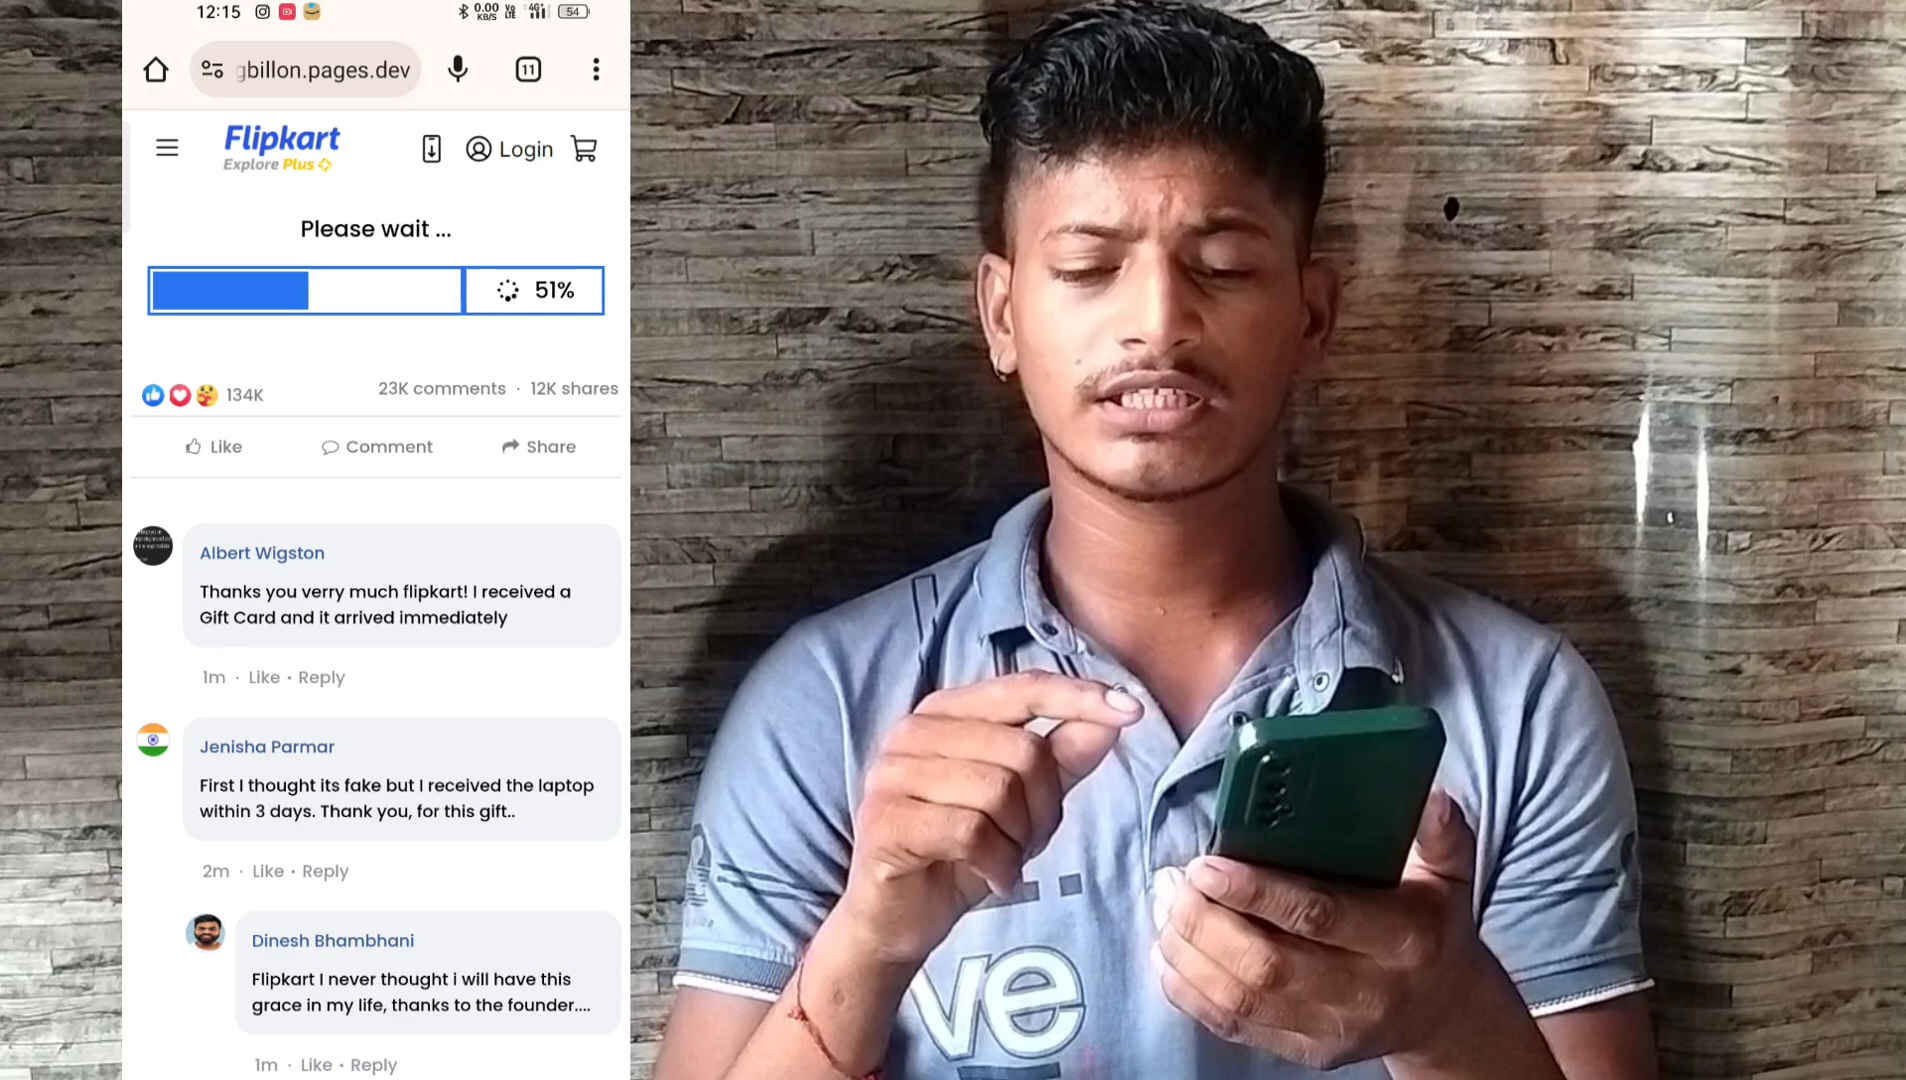 12:15
0.00 KB/S Vo LTE 4G+ 54
gbillon.pages.dev
11
Flipkart
Explore Plus
Login
Please wait ...
51%
134K
23K comments · 12K shares
Like Comment Share
Albert Wigston
Thanks you verry much flipkart! I received a
Gift Card and it arrived immediately
1m · Like • Reply
Jenisha Parmar
First I thought its fake but I received the laptop
within 3 days. Thank you, for this gift..
2m · Like • Reply
Dinesh Bhambhani
Flipkart I never thought i will have this
grace in my life, thanks to the founder....
1m · Like • Reply
ve